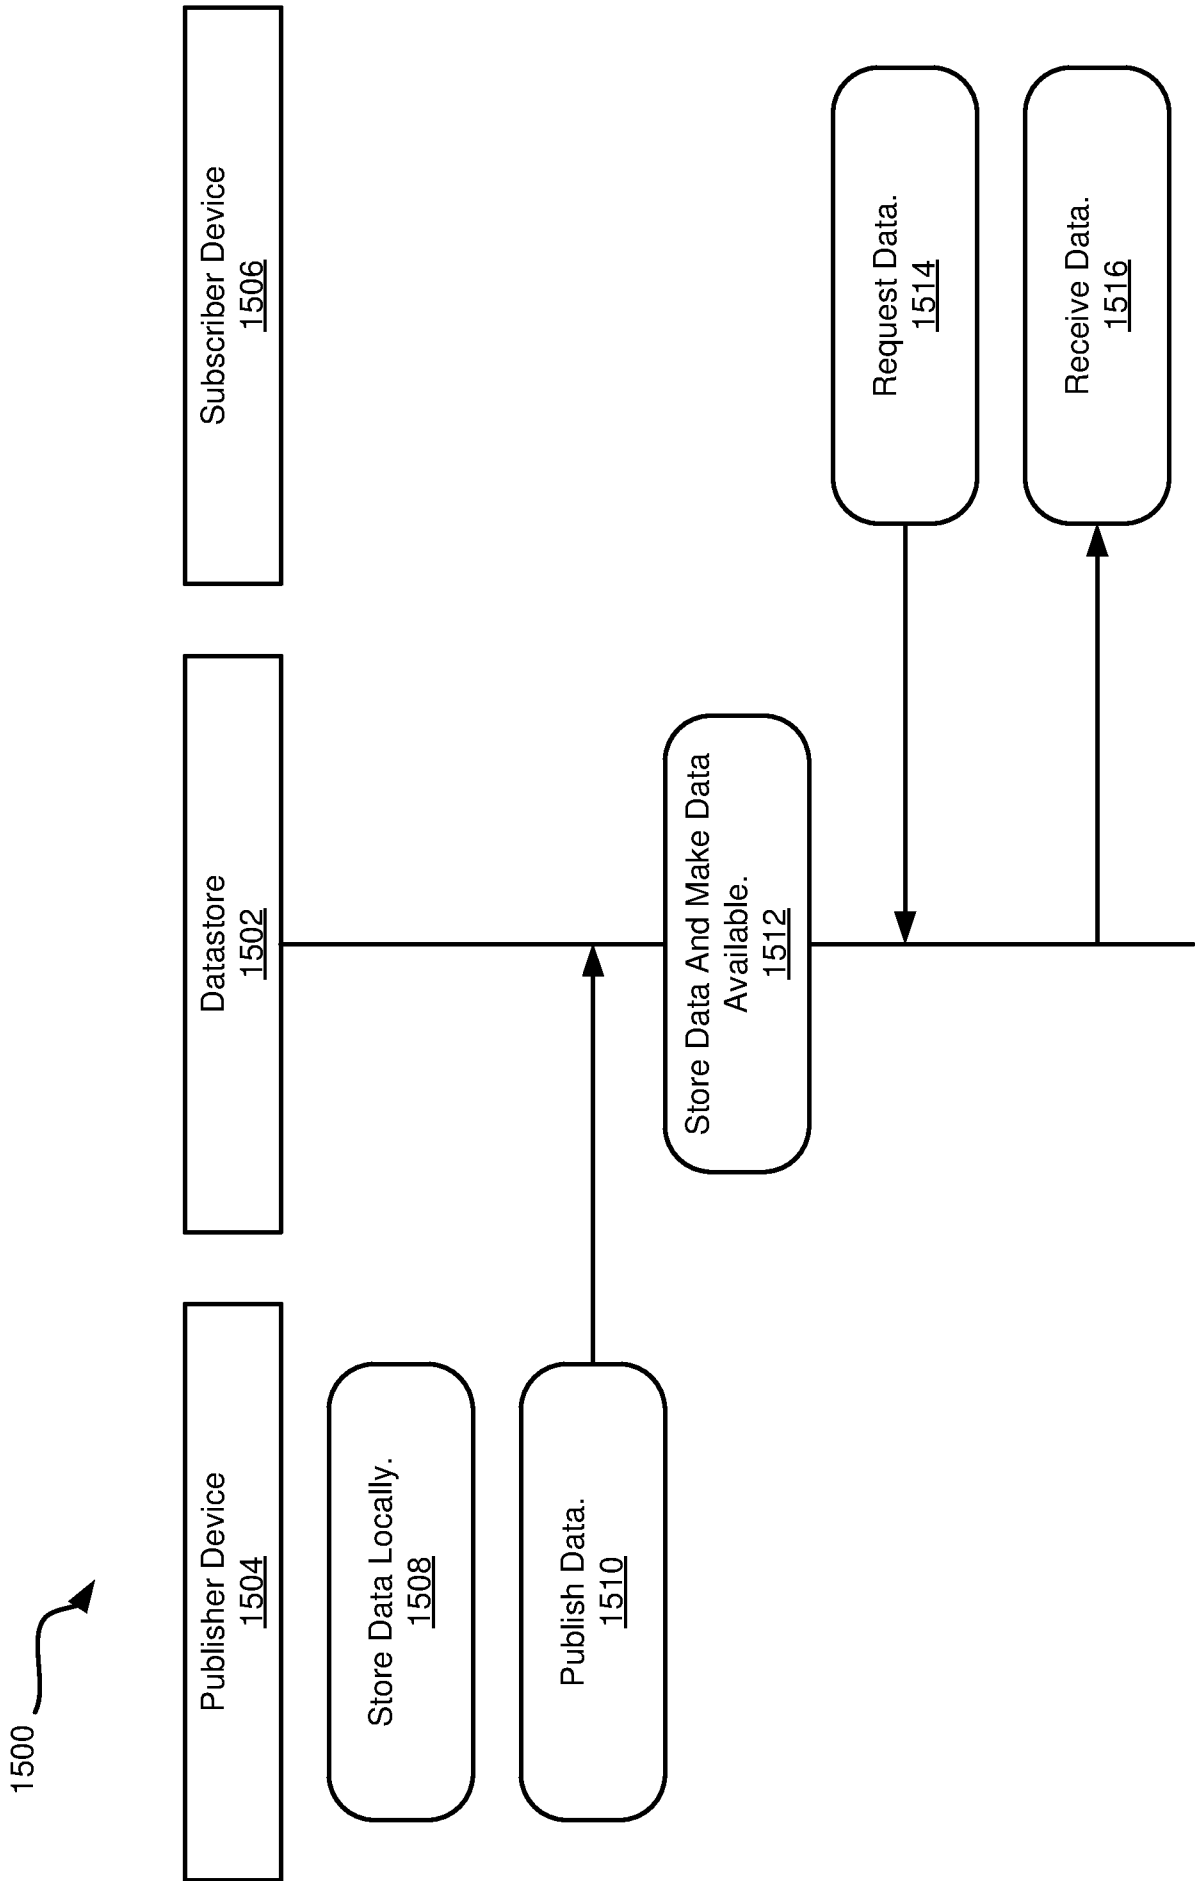 1500
Publisher Device
1504
Datastore
1502
Subscriber Device
1506
Store Data Locally.
1508
Publish Data.
1510
Store Data And Make Data
Available.
1512
Request Data.
1514
Receive Data.
1516